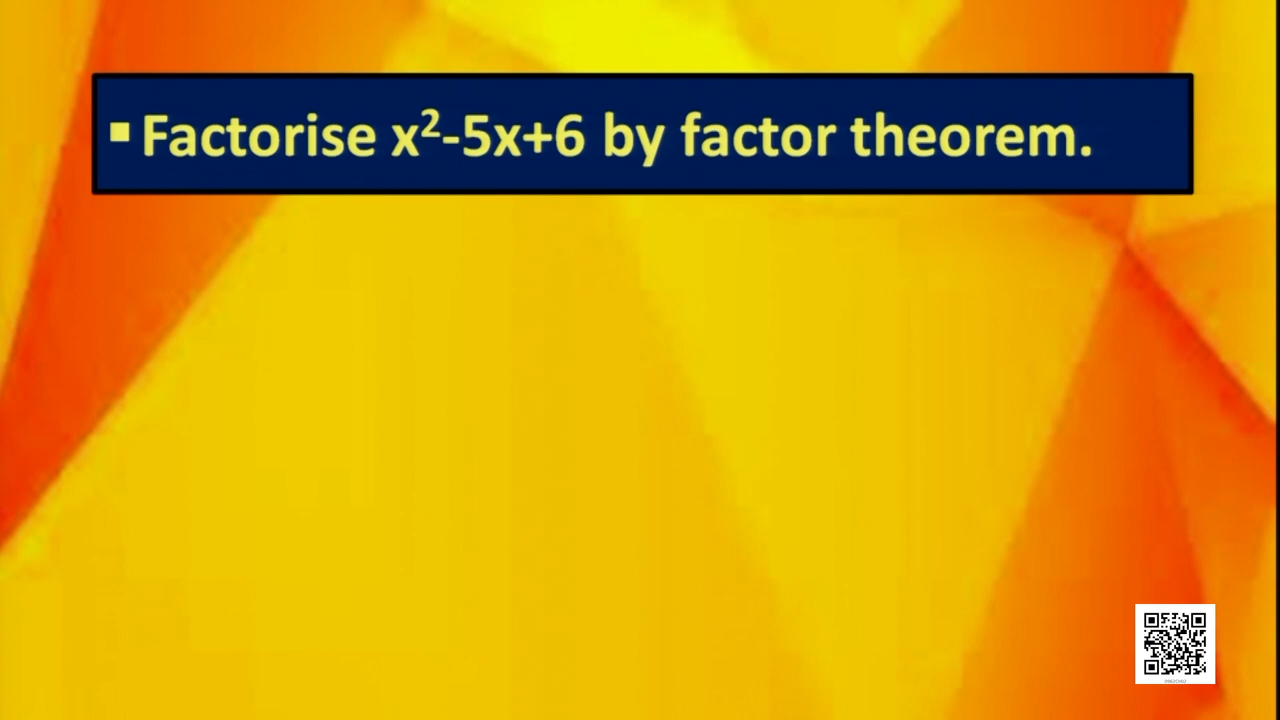 ▪Factorise x²-5x+6 by factor theorem.